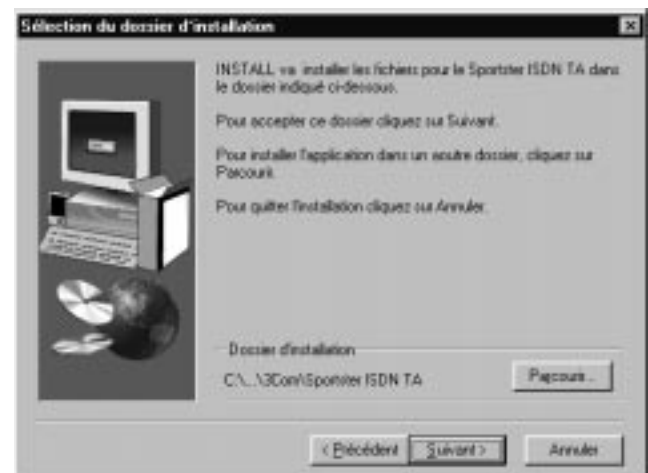 Sélection du dossier d'installation
INSTALL va installer les fichiers pour le Sportster ISDN TA dans
le dossier indiqué ci-dessous.
Pour accepter ce dossier cliquez sur Suivant.
Pour installer l'application dans un aoutre dossier, cliquez sur
Parcourir.
Pour quitter l'installation cliquez sur Annuler.
Dossier d'installation
C:\...\3Com\Sportster ISDN TA
Parcourir...
< Précédent
Suivant >
Annuler